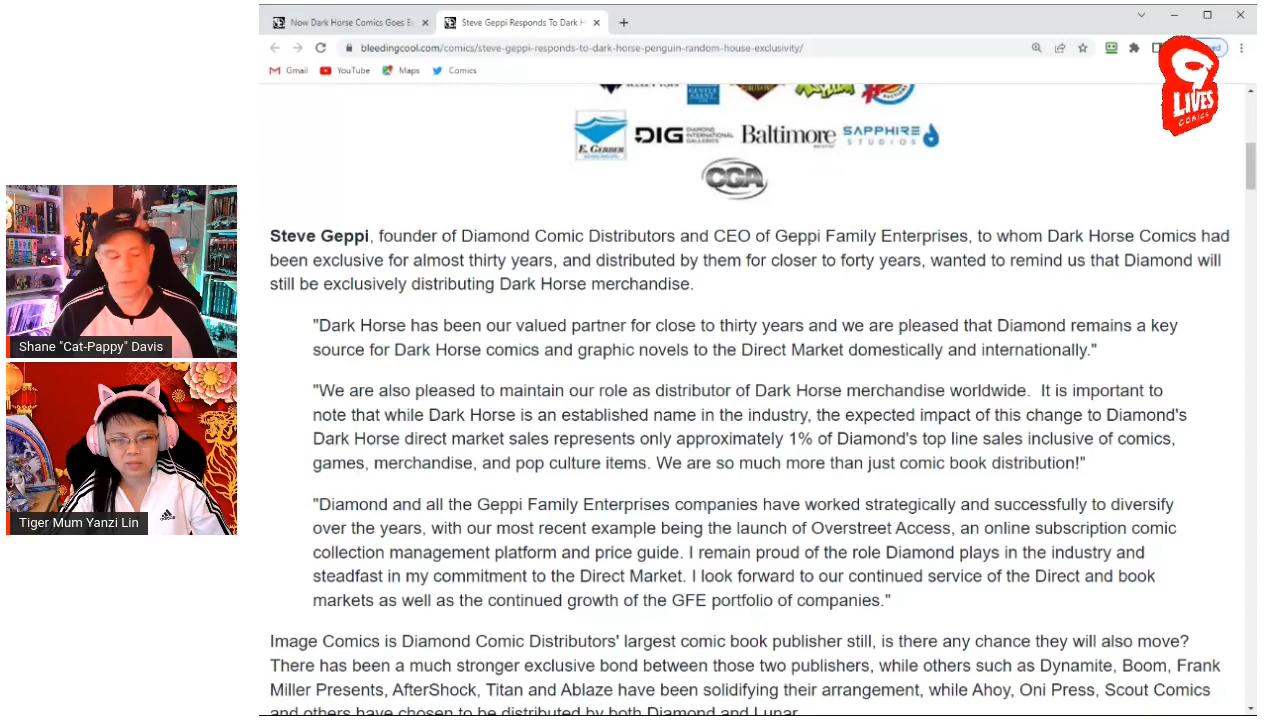 Now Dark Horse Comics Goes E
Steve Geppi Responds To Dark H
bleedingcool.com/comics/steve-geppi-responds-to-dark-horse-penguin-random-house-exclusivity/
Gmail
YouTube
Maps
Comics
9 LIVES COMICS
E. GERBER
DIG DIAMOND INTERNATIONAL GALLERIES
Baltimore
SAPPHIRE STUDIOS
CGA
Steve Geppi, founder of Diamond Comic Distributors and CEO of Geppi Family Enterprises, to whom Dark Horse Comics had
been exclusive for almost thirty years, and distributed by them for closer to forty years, wanted to remind us that Diamond will
still be exclusively distributing Dark Horse merchandise.
"Dark Horse has been our valued partner for close to thirty years and we are pleased that Diamond remains a key
source for Dark Horse comics and graphic novels to the Direct Market domestically and internationally."
"We are also pleased to maintain our role as distributor of Dark Horse merchandise worldwide. It is important to
note that while Dark Horse is an established name in the industry, the expected impact of this change to Diamond's
Dark Horse direct market sales represents only approximately 1% of Diamond's top line sales inclusive of comics,
games, merchandise, and pop culture items. We are so much more than just comic book distribution!"
"Diamond and all the Geppi Family Enterprises companies have worked strategically and successfully to diversify
over the years, with our most recent example being the launch of Overstreet Access, an online subscription comic
collection management platform and price guide. I remain proud of the role Diamond plays in the industry and
steadfast in my commitment to the Direct Market. I look forward to our continued service of the Direct and book
markets as well as the continued growth of the GFE portfolio of companies."
Image Comics is Diamond Comic Distributors' largest comic book publisher still, is there any chance they will also move?
There has been a much stronger exclusive bond between those two publishers, while others such as Dynamite, Boom, Frank
Miller Presents, AfterShock, Titan and Ablaze have been solidifying their arrangement, while Ahoy, Oni Press, Scout Comics
and others have chosen to be distributed by both Diamond and Lunar
Shane "Cat-Pappy" Davis
adidas
Tiger Mum Yanzi Lin